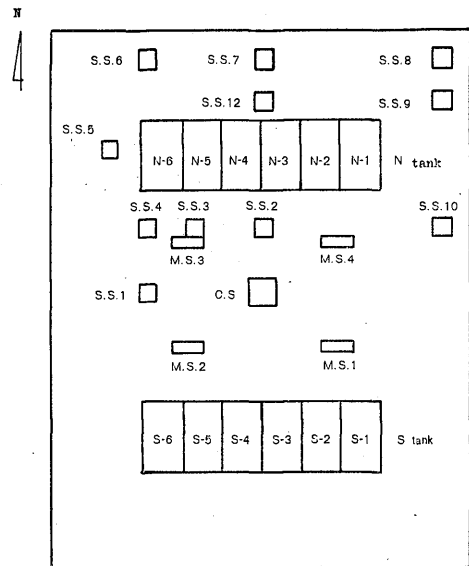 N
S.S.6 S.S.7 S.S.8
S.S.12 S.S.9
S.S.5
N-6 N-5 N-4 N-3 N-2 N-1 N tank
S.S.4 S.S.3 S.S.2 S.S.10
M.S.3 M.S.4
S.S.1 C.S
M.S.2 M.S.1
S-6 S-5 S-4 S-3 S-2 S-1 S tank